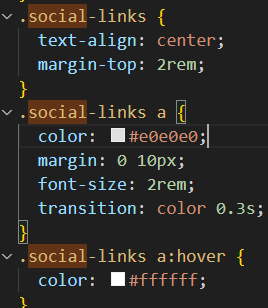 .social-links {
text-align: center;
margin-top: 2rem;
}
.social-links a {
color: #e0e0e0;
margin: 0 10px;
font-size: 2rem;
transition: color 0.3s;
}
.social-links a:hover {
color: #ffffff;
}